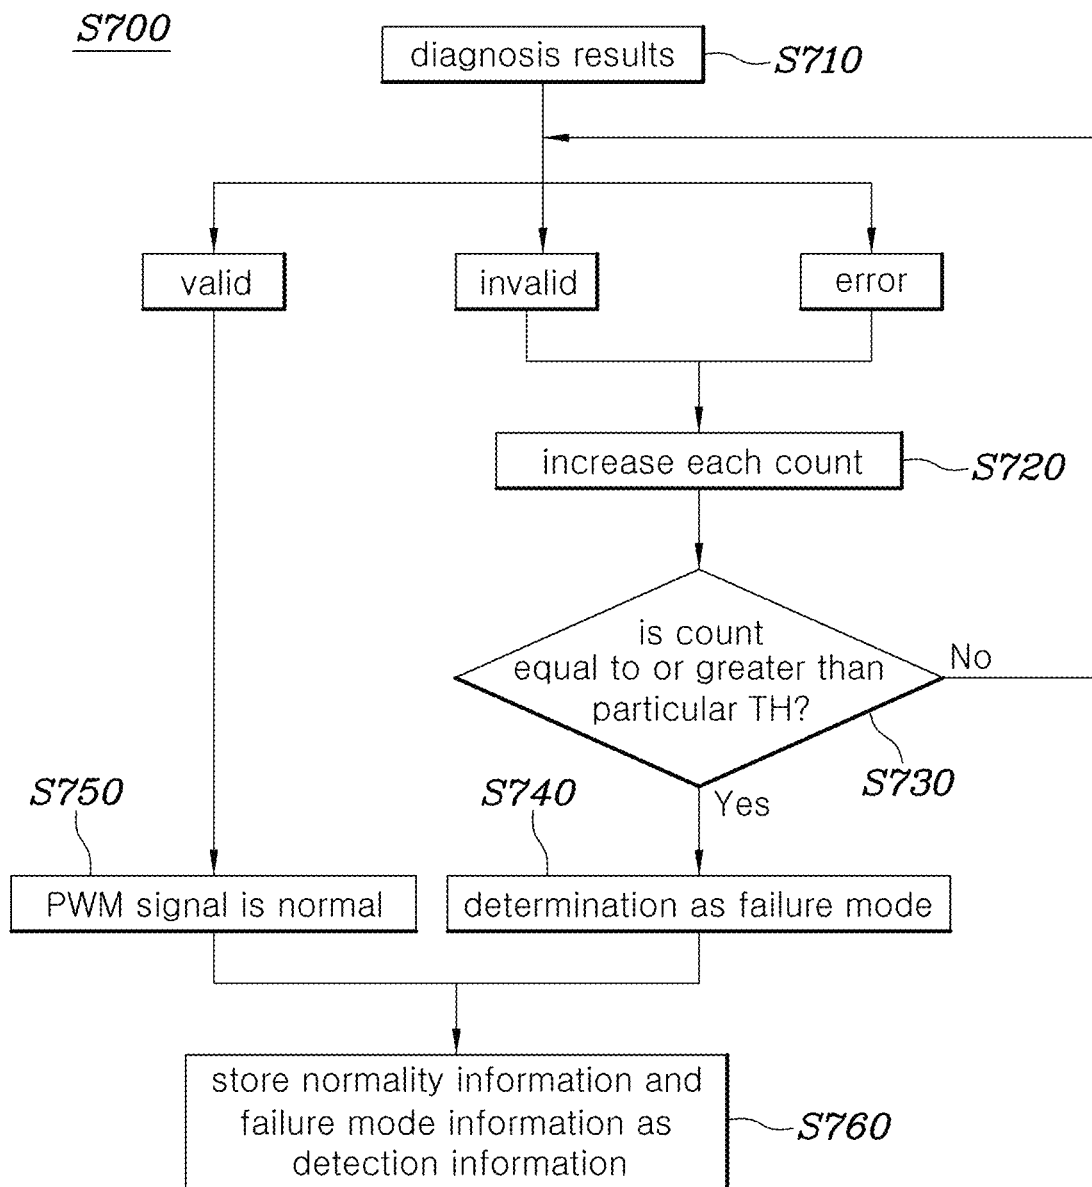 S700
diagnosis results
S710
valid
invalid
error
increase each count
S720
is count
equal to or greater than
particular TH?
No
S730
Yes
S750
S740
PWM signal is normal
determination as failure mode
store normality information and
failure mode information as
detection information
S760